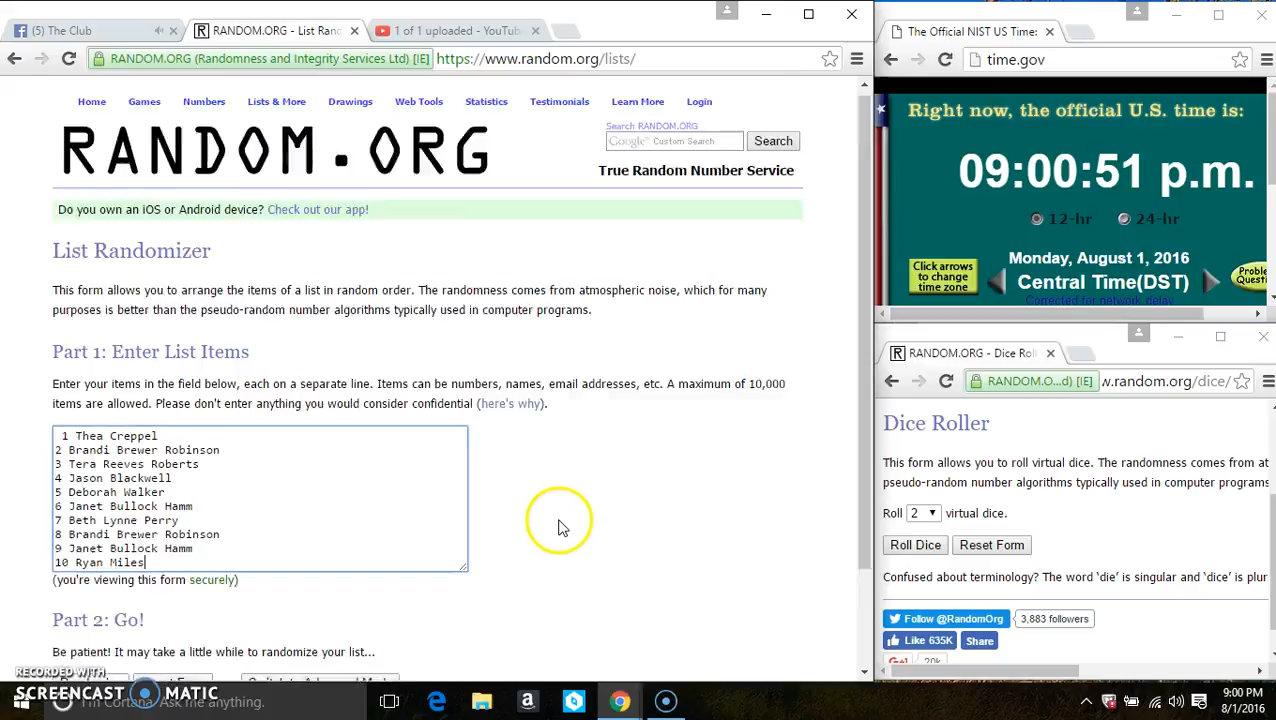 (5) The Club
RANDOM.ORG - List Ran
1 of 1 uploaded - YouTub
RANDOM.ORG (Randomness and Integrity Services Ltd) [IE]
https://www.random.org/lists/
Home Games Numbers Lists & More Drawings Web Tools Statistics Testimonials Learn More Login
RANDOM.ORG
Search RANDOM.ORG
Google Custom Search
Search
True Random Number Service
Do you own an iOS or Android device? Check out our app!
List Randomizer
This form allows you to arrange the items of a list in random order. The randomness comes from atmospheric noise, which for many
purposes is better than the pseudo-random number algorithms typically used in computer programs.
Part 1: Enter List Items
Enter your items in the field below, each on a separate line. Items can be numbers, names, email addresses, etc. A maximum of 10,000
items are allowed. Please don't enter anything you would consider confidential (here's why).
1 Thea Creppel
2 Brandi Brewer Robinson
3 Tera Reeves Roberts
4 Jason Blackwell
5 Deborah Walker
6 Janet Bullock Hamm
7 Beth Lynne Perry
8 Brandi Brewer Robinson
9 Janet Bullock Hamm
10 Ryan Miles
(you're viewing this form securely)
Part 2: Go!
Be patient! It may take a little while to randomize your list...
RECORDED WITH
SCREENCAST MATIC
I'm Cortana. Ask me anything.
The Official NIST US Time:
time.gov
Right now, the official U.S. time is:
09:00:51 p.m.
12-hr 24-hr
Click arrows
to change
time zone
Monday, August 1, 2016
Central Time(DST)
Corrected for network delay
Proble
Quest
RANDOM.ORG - Dice Rol
RANDOM.O...d) [IE]
w.random.org/dice/
Dice Roller
This form allows you to roll virtual dice. The randomness comes from at
pseudo-random number algorithms typically used in computer programs
Roll 2 virtual dice.
Roll Dice Reset Form
Confused about terminology? The word 'die' is singular and 'dice' is plur
Follow @RandomOrg
3,883 followers
Like 635K
Share
20k
9:00 PM
8/1/2016